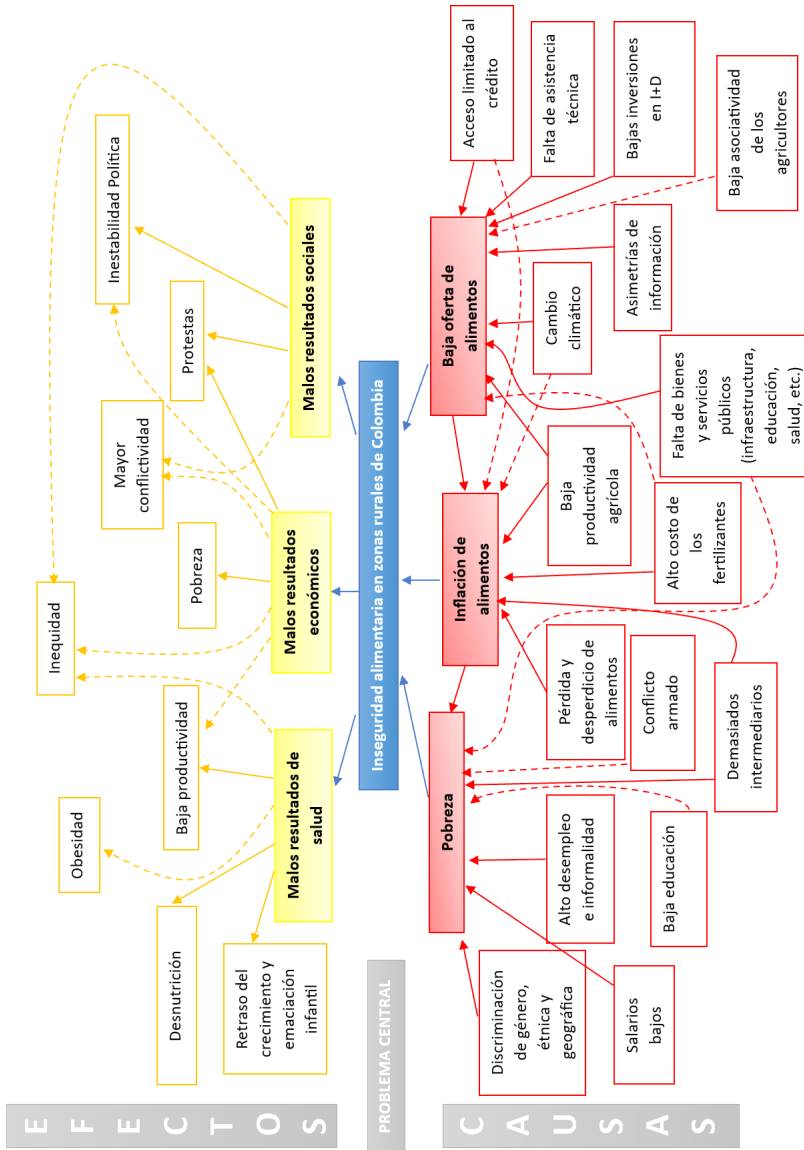 E F E C T O S
Obesidad
Inequidad
Mayor
conflictividad
Inestabilidad Política
Desnutrición
Baja productividad
Pobreza
Protestas
Retraso del
crecimiento y
emaciación
infantil
Malos resultados de
salud
Malos resultados
económicos
Malos resultados sociales
PROBLEMA CENTRAL
Inseguridad alimentaria en zonas rurales de Colombia
C A U S A S
Pobreza
Inflación de
alimentos
Baja oferta de
alimentos
Acceso limitado al
crédito
Discriminación
de género,
étnica y
geográfica
Alto desempleo
e informalidad
Pérdida y
desperdicio de
alimentos
Baja
productividad
agrícola
Cambio
climático
Falta de asistencia
técnica
Salarios
bajos
Baja educación
Conflicto
armado
Alto costo de
los
fertilizantes
Asimetrías de
información
Bajas inversiones
en I+D
Demasiados
intermediarios
Falta de bienes
y servicios
públicos
(infraestructura,
educación,
salud, etc.)
Baja asociatividad
de los
agricultores